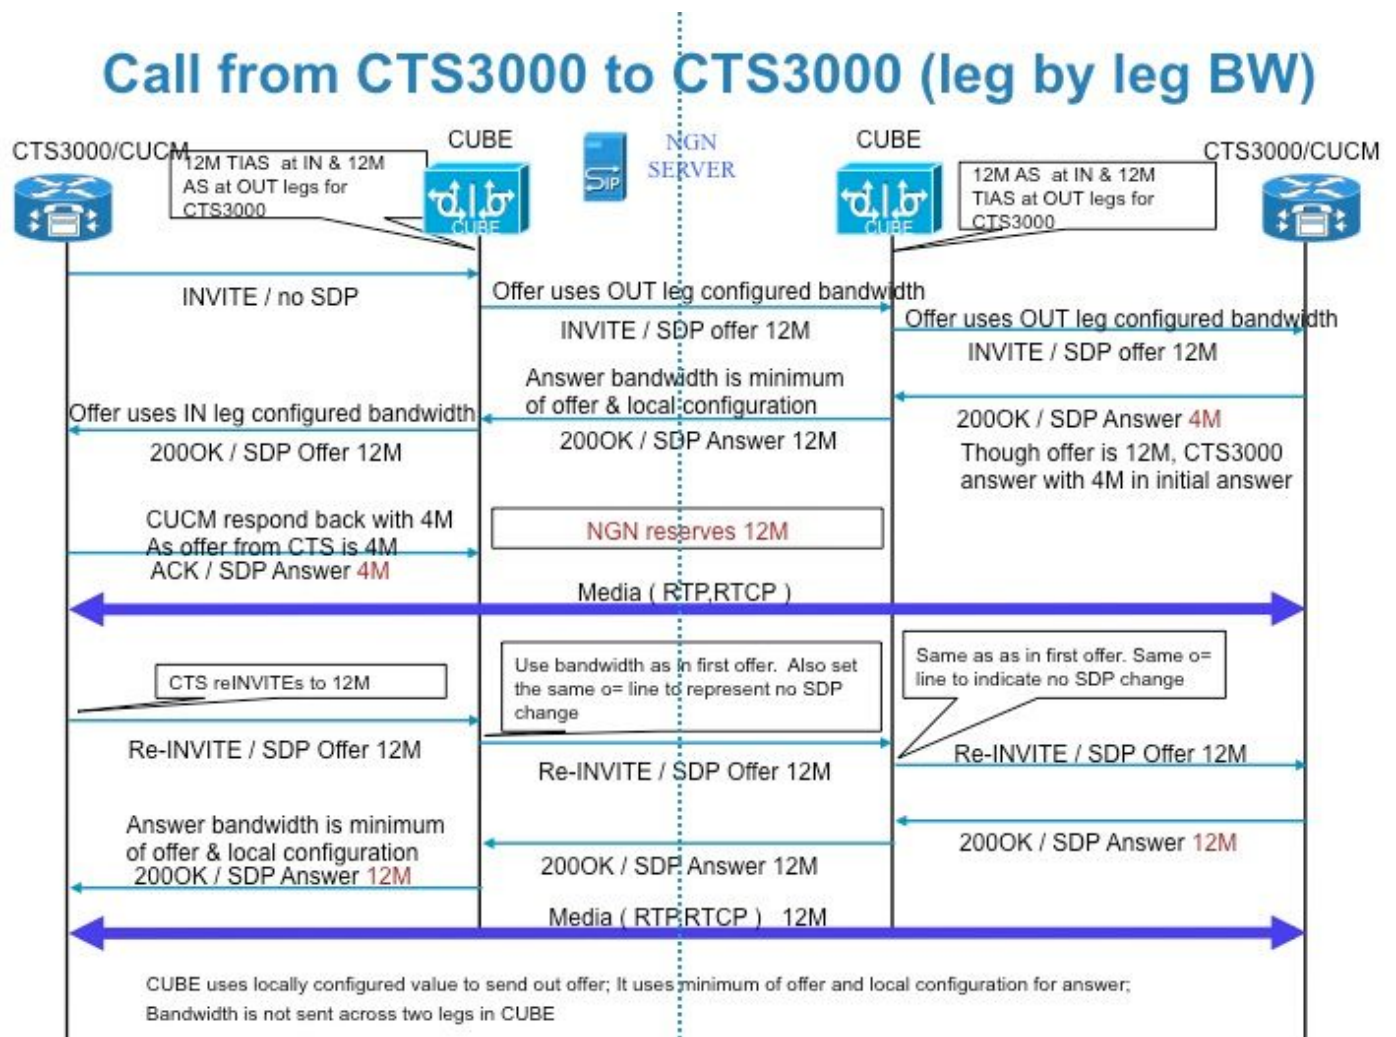 Call from CTS3000 to CTS3000 (leg by leg BW)
CTS3000/CUCM
12M TIAS at IN & 12M
AS at OUT legs for
CTS3000
CUBE
CUBE
SIP
NGN
SERVER
CUBE
CUBE
12M AS at IN & 12M
TIAS at OUT legs for
CTS3000
CTS3000/CUCM
INVITE / no SDP
Offer uses OUT leg configured bandwidth
INVITE / SDP offer 12M
Offer uses OUT leg configured bandwidth
INVITE / SDP offer 12M
200OK / SDP Answer 4M
Though offer is 12M, CTS3000
answer with 4M in initial answer
Answer bandwidth is minimum
of offer & local configuration
200OK / SDP Answer 12M
Offer uses IN leg configured bandwidth
200OK / SDP Offer 12M
CUCM respond back with 4M
As offer from CTS is 4M
ACK / SDP Answer 4M
NGN reserves 12M
Media ( RTP,RTCP )
CTS reINVITEs to 12M
Use bandwidth as in first offer. Also set
the same o= line to represent no SDP
change
Same as as in first offer. Same o=
line to indicate no SDP change
Re-INVITE / SDP Offer 12M
Re-INVITE / SDP Offer 12M
Re-INVITE / SDP Offer 12M
200OK / SDP Answer 12M
200OK / SDP Answer 12M
Answer bandwidth is minimum
of offer & local configuration
200OK / SDP Answer 12M
Media ( RTP,RTCP ) 12M
CUBE uses locally configured value to send out offer; It uses minimum of offer and local configuration for answer;
Bandwidth is not sent across two legs in CUBE